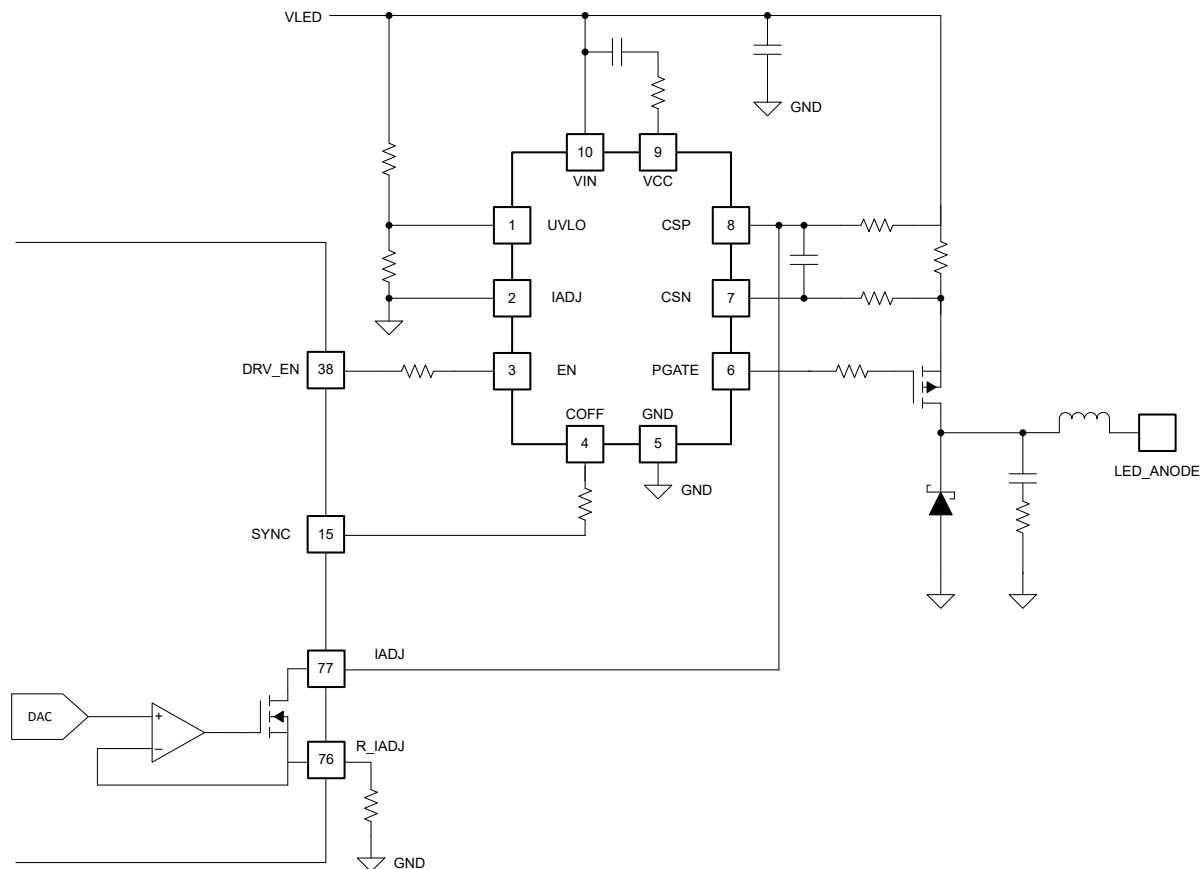 VLED
GND
10
9
VIN
VCC
1
UVLO
CSP
8
2
IADJ
CSN
7
DRV_EN
38
3
EN
PGATE
6
COFF
GND
4
5
GND
LED_ANODE
SYNC
15
IADJ
77
DAC
+
–
R_IADJ
76
GND